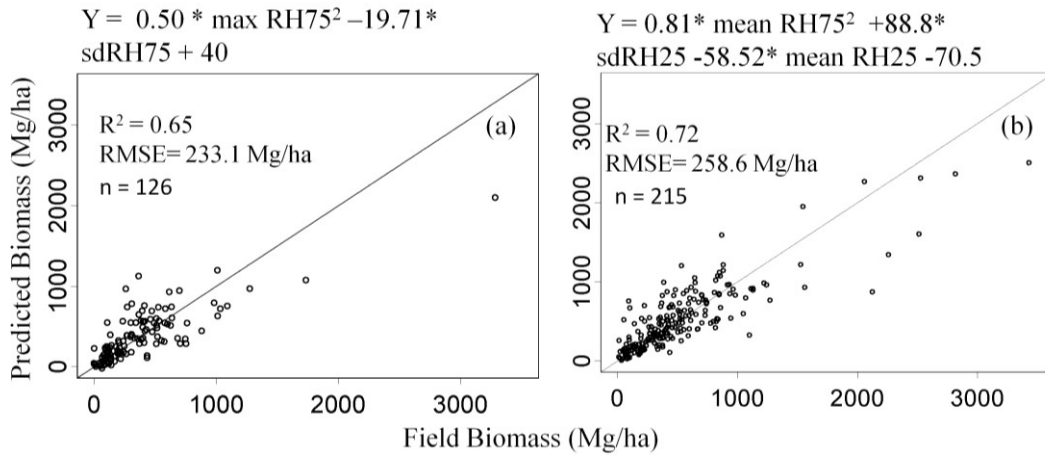 Y = 0.50 * max RH75² –19.71*
sdRH75 + 40
Y = 0.81* mean RH75² +88.8*
sdRH25 -58.52* mean RH25 -70.5
Predicted Biomass (Mg/ha)
3000
2000
1000
0
R² = 0.65
RMSE= 233.1 Mg/ha
n = 126
(a)
0 1000 2000 3000
3000
2000
1000
0
R² = 0.72
RMSE= 258.6 Mg/ha
n = 215
(b)
0 1000 2000 3000
Field Biomass (Mg/ha)